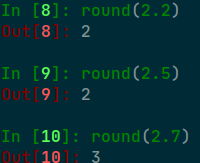 In [8]: round(2.2)
Out[8]: 2
In [9]: round(2.5)
Out[9]: 2
In [10]: round(2.7)
Out[10]: 3